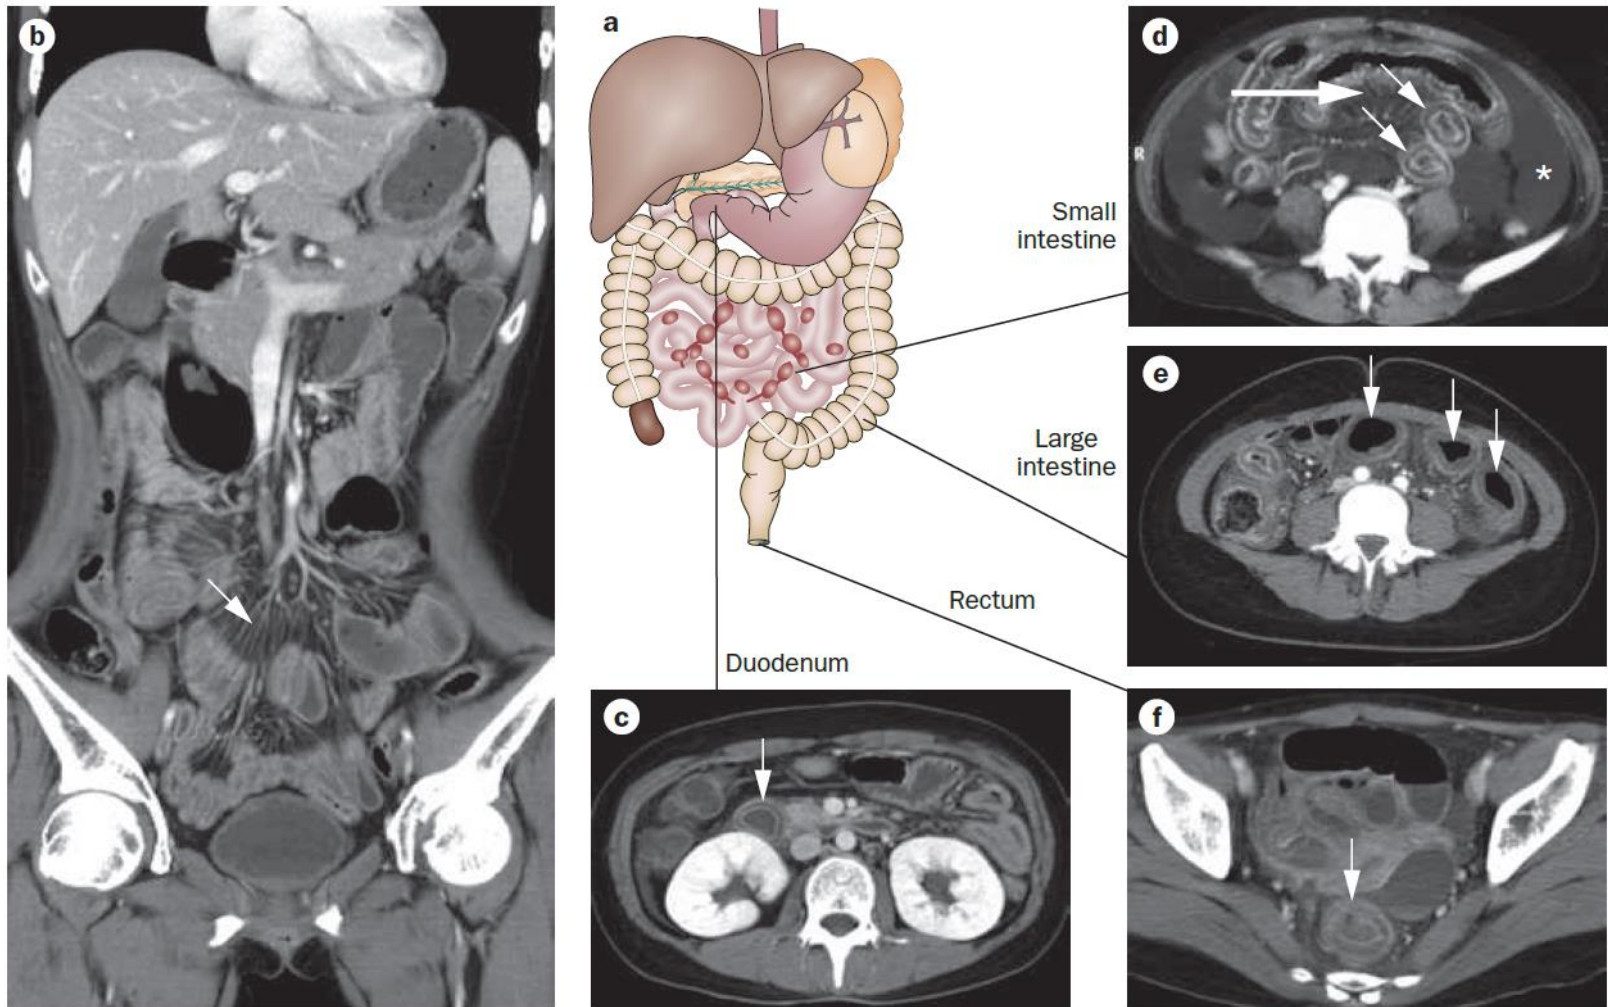 b
a
d
R
*
Small
intestine
e
Large
intestine
Rectum
Duodenum
c
f